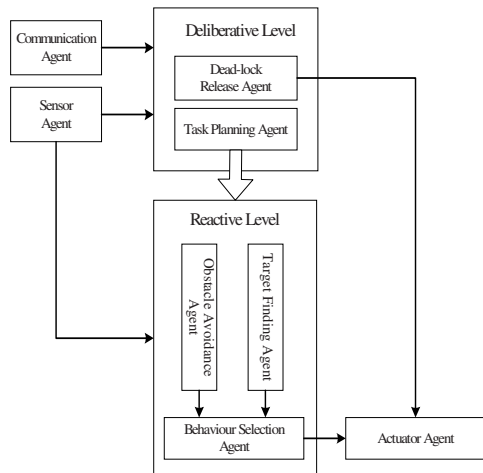 Communication
Agent
Deliberative Level
Dead-lock
Release Agent
Sensor
Agent
Task Planning Agent
Reactive Level
Obstacle Avoidance
Agent
Target Finding Agent
Behaviour Selection
Agent
Actuator Agent